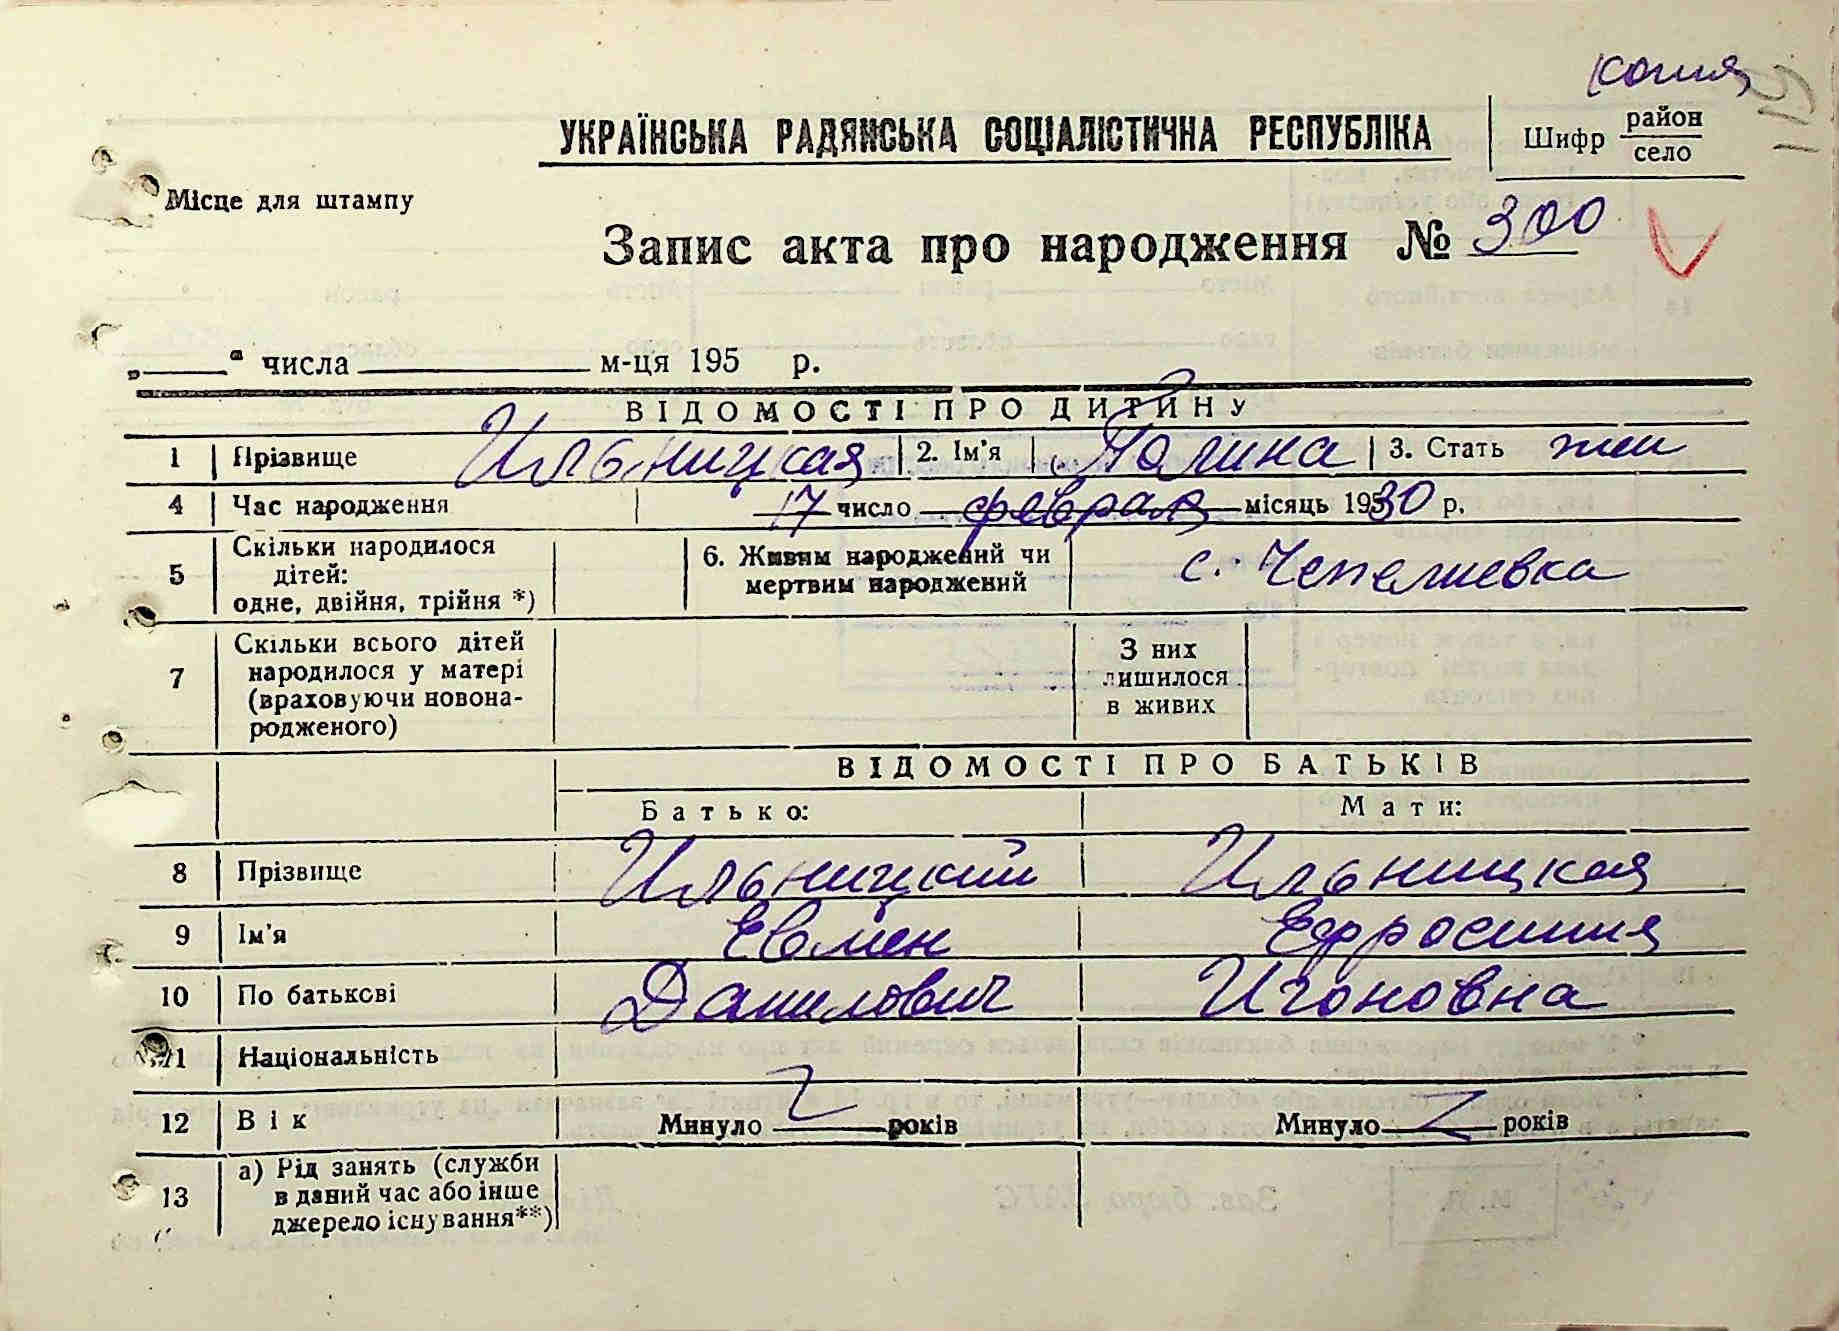 копия
УКРАЇНСЬКА РАДЯНСЬКА СОЦІАЛІСТИЧНА РЕСПУБЛІКА
Шифр район
село
Місце для штампу
Запис акта про народження № 300
„ " числа м-ця 195 р.
ВІДОМОСТІ ПРО ДИТИНУ
1 Прізвище Ильницкая 2. Ім'я Полина 3. Стать жен
4 Час народження 17 число февраля місяць 1930 р.
5 Скільки народилося дітей: одне, двійня, трійня *) 6. Живим народжений чи мертвим народжений с. Чепелиевка
7 Скільки всього дітей народилося у матері (враховуючи новонародженого) З них лишилося в живих
ВІДОМОСТІ ПРО БАТЬКІВ
Батько: Мати:
8 Прізвище Ильницкий Ильницкая
9 Ім'я Евмен Ефросиния
10 По батькові Данилович Игоновна
11 Національність
12 Вік Минуло років Минуло років
13 а) Рід занять (служби в даний час або інше джерело існування**)